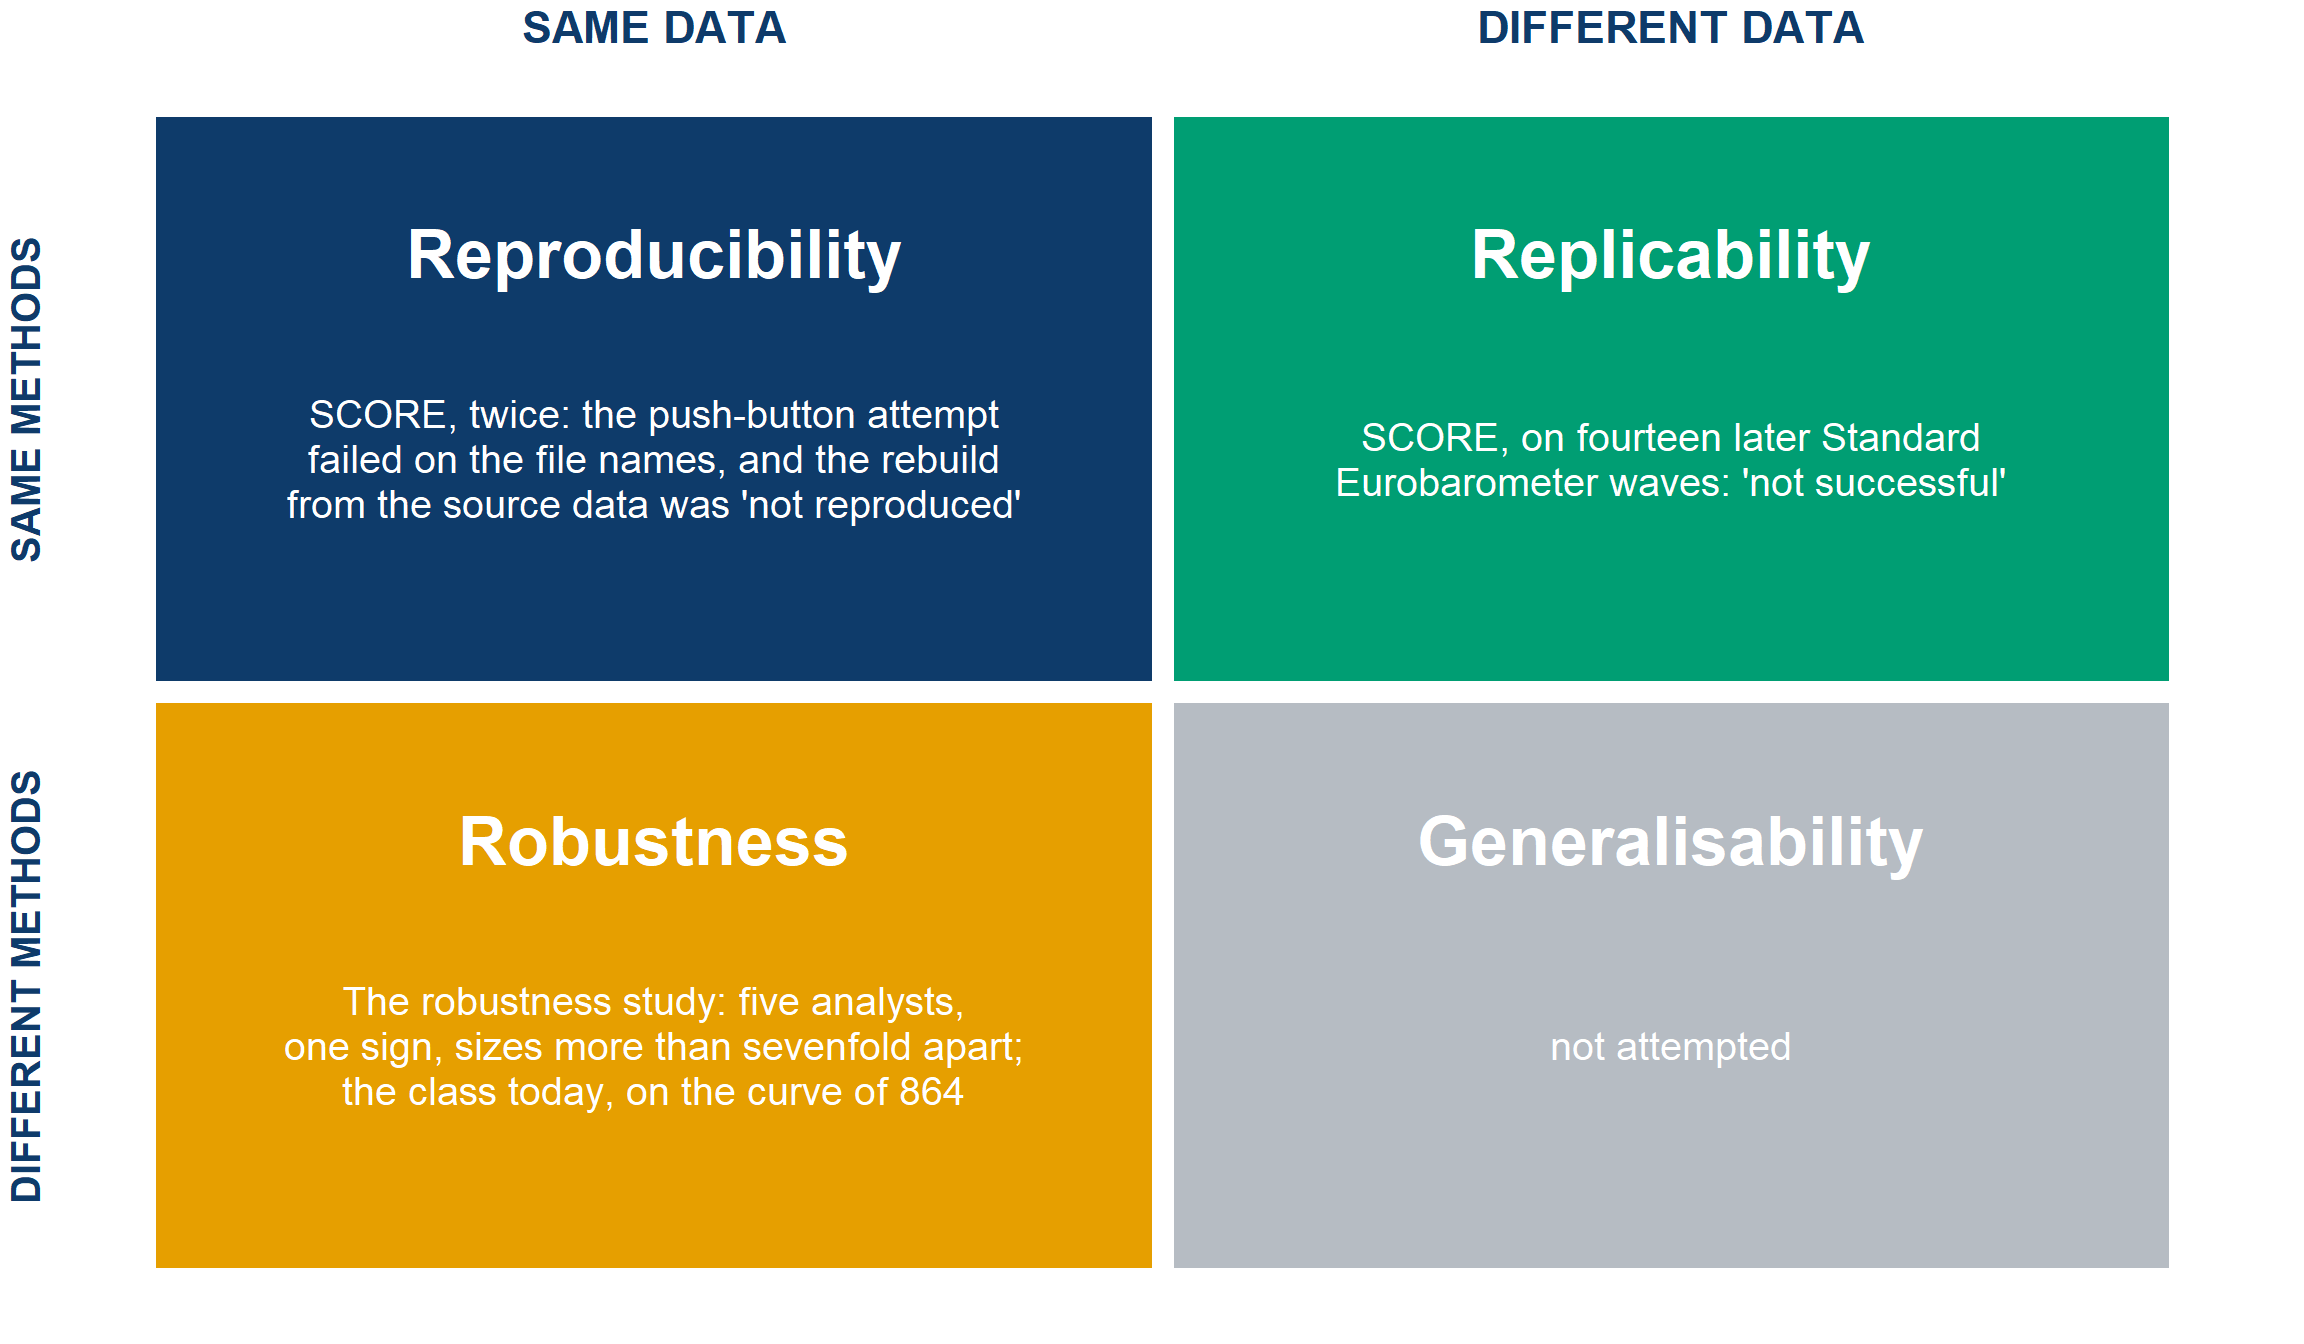 SAME DATA
DIFFERENT DATA
SAME METHODS
Reproducibility
SCORE, twice: the push-button attempt
failed on the file names, and the rebuild
from the source data was 'not reproduced'
Replicability
SCORE, on fourteen later Standard
Eurobarometer waves: 'not successful'
DIFFERENT METHODS
Robustness
The robustness study: five analysts,
one sign, sizes more than sevenfold apart;
the class today, on the curve of 864
Generalisability
not attempted